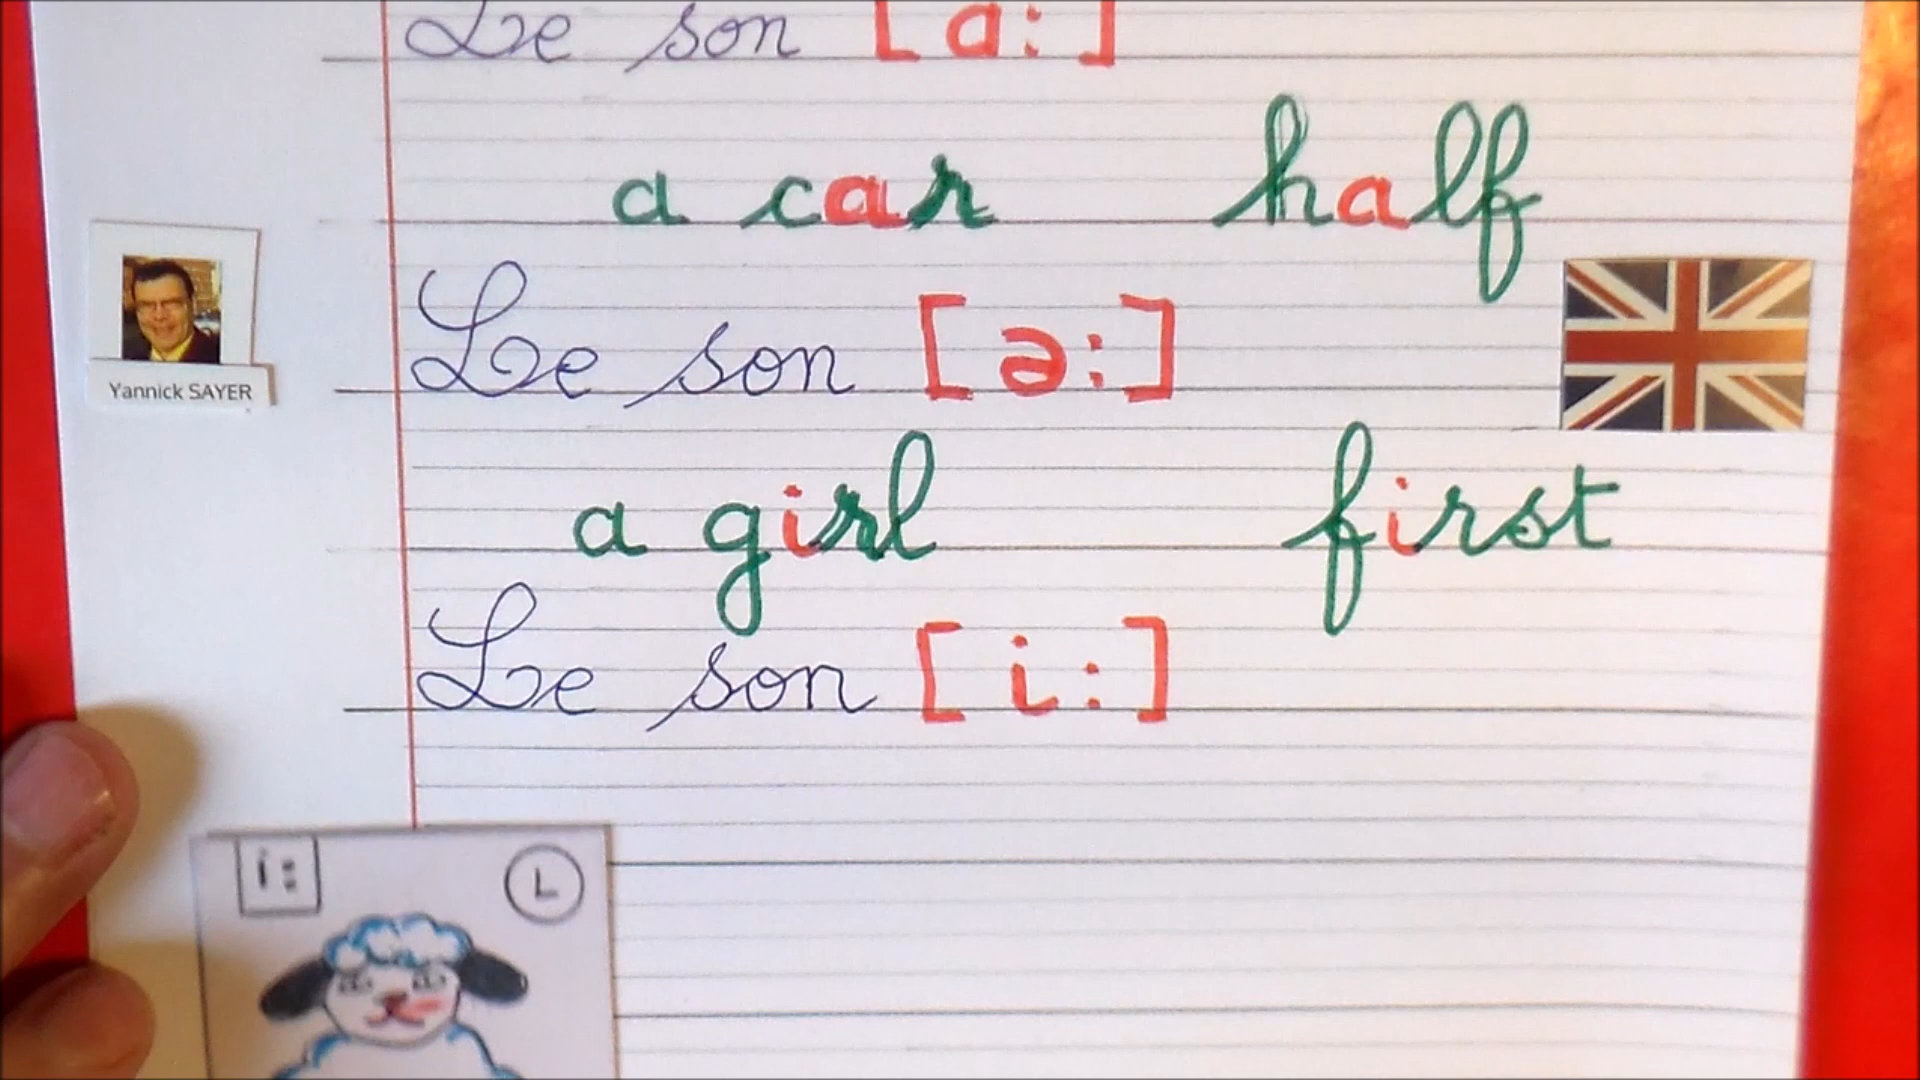 Le son [a:]
a car half
Yannick SAYER
Le son [ə:]
a girl first
Le son [i:]
i: L